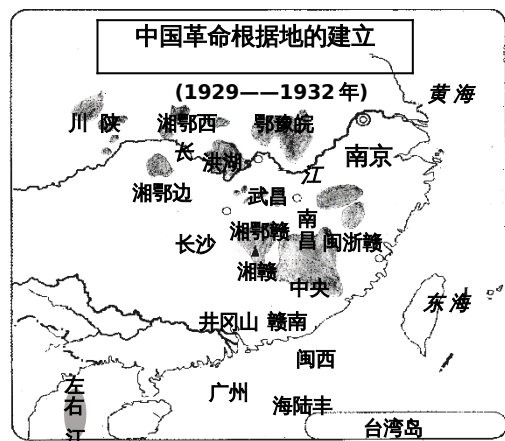 中国革命根据地的建立
(1929——1932年)
黄海
川 陕
湘鄂西
鄂豫皖
长
洪湖
南京
江
湘鄂边
武昌
南
昌
湘鄂赣
闽浙赣
长沙
湘赣
中央
东海
井冈山
赣南
闽西
左
右
江
广州
海陆丰
台湾岛